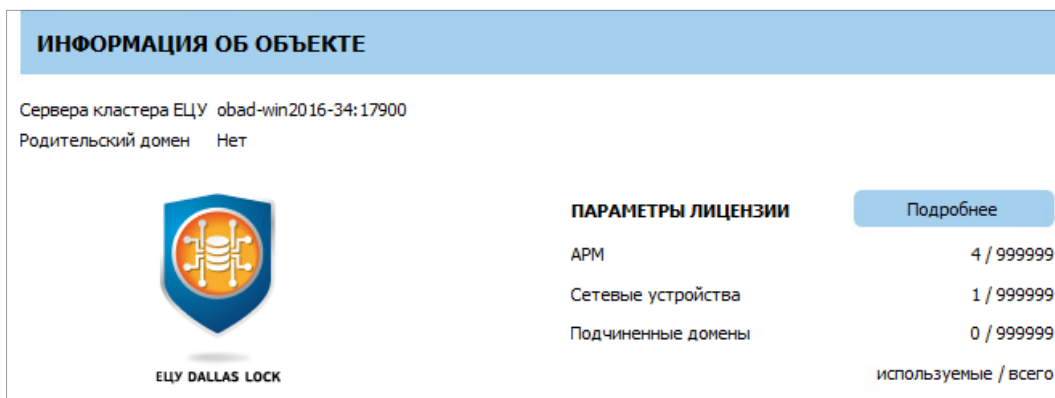 ИНФОРМАЦИЯ ОБ ОБЪЕКТЕ
Сервера кластера ЕЦУ obad-win2016-34:17900
Родительский домен Нет
ПАРАМЕТРЫ ЛИЦЕНЗИИ Подробнее
АРМ 4 / 999999
Сетевые устройства 1 / 999999
Подчиненные домены 0 / 999999
ЕЦУ DALLAS LOCK
используемые / всего